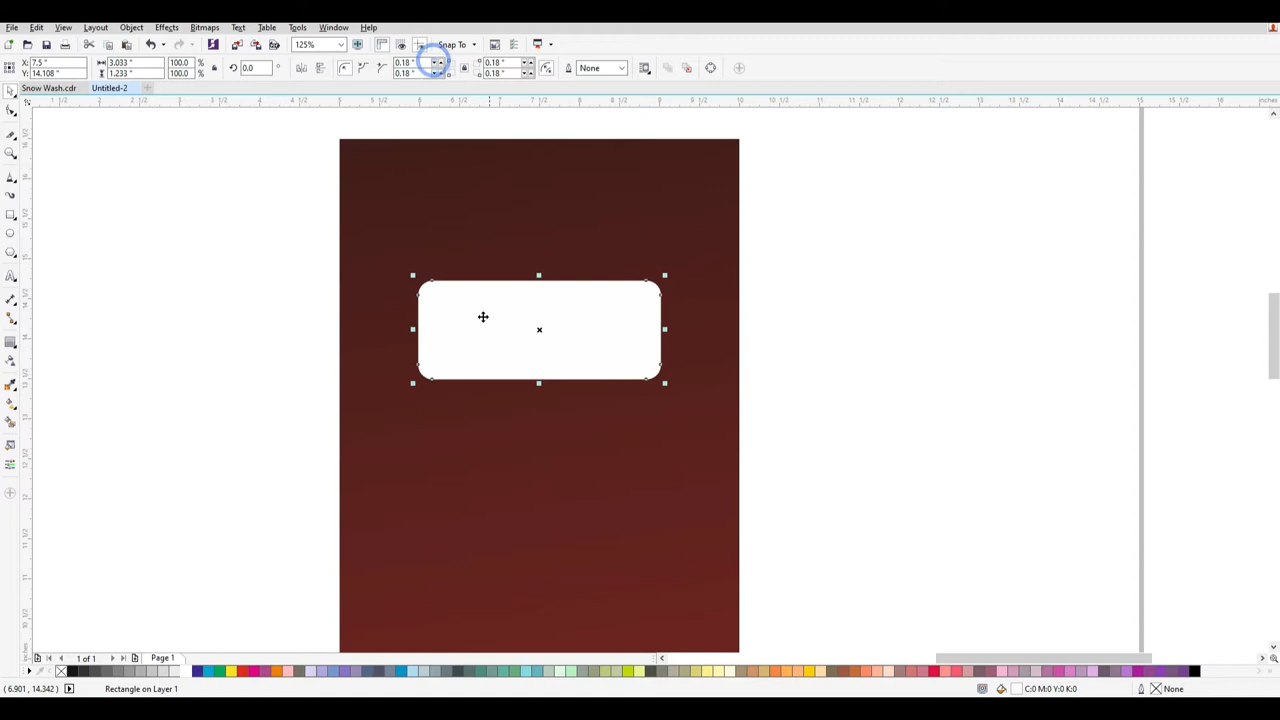 File Edit View Layout Object Effects Bitmaps Text Table Tools Window Help
125% Snap To
X: 7.5 " 3.033 " 100.0 % 0.0 0.18 " 0.18 " None
Y: 14.108 " 1.233 " 100.0 % 0.18 " 0.18 "
Snow Wash.cdr Untitled-2
inches
1 of 1 Page 1
( 6.901 , 14.342 ) Rectangle on Layer 1 C:0 M:0 Y:0 K:0 None